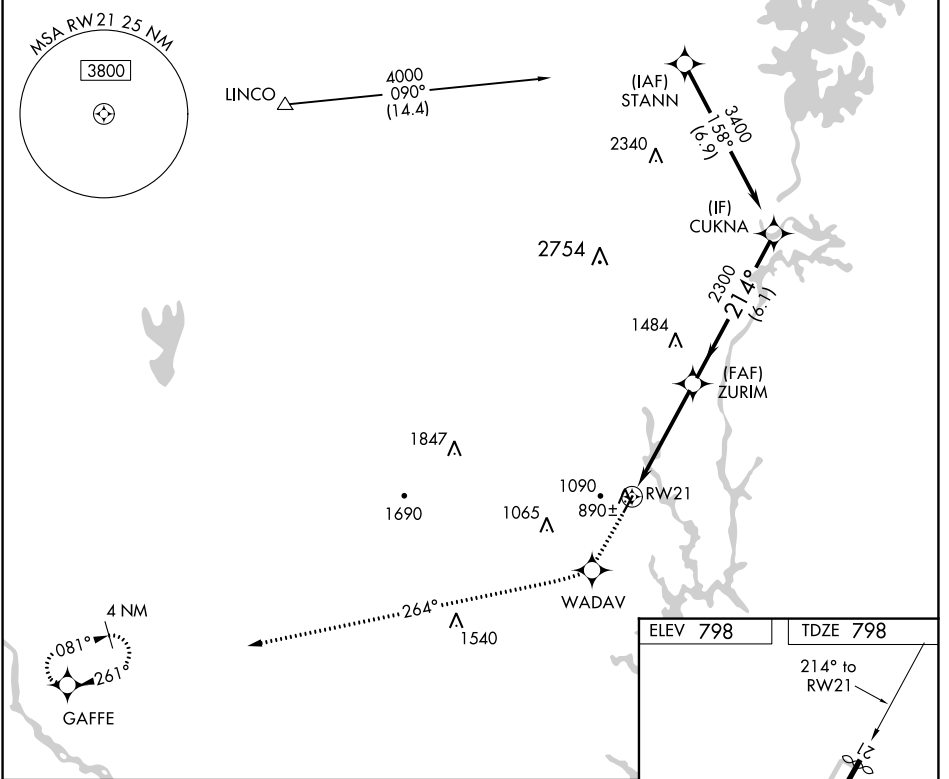 MSA RW21 25 NM
3800
LINCO
4000
090°
(14.4)
(IAF)
STANN
3400
158°
(6.9)
2340
(IF)
CUKNA
2754
2300
214°
(6.1)
1484
(FAF)
ZURIM
1847
1690
1065
1090
890±
RW21
WADAV
264°
1540
4 NM
081°
261°
GAFFE
ELEV 798
TDZE 798
214° to
RW21
21